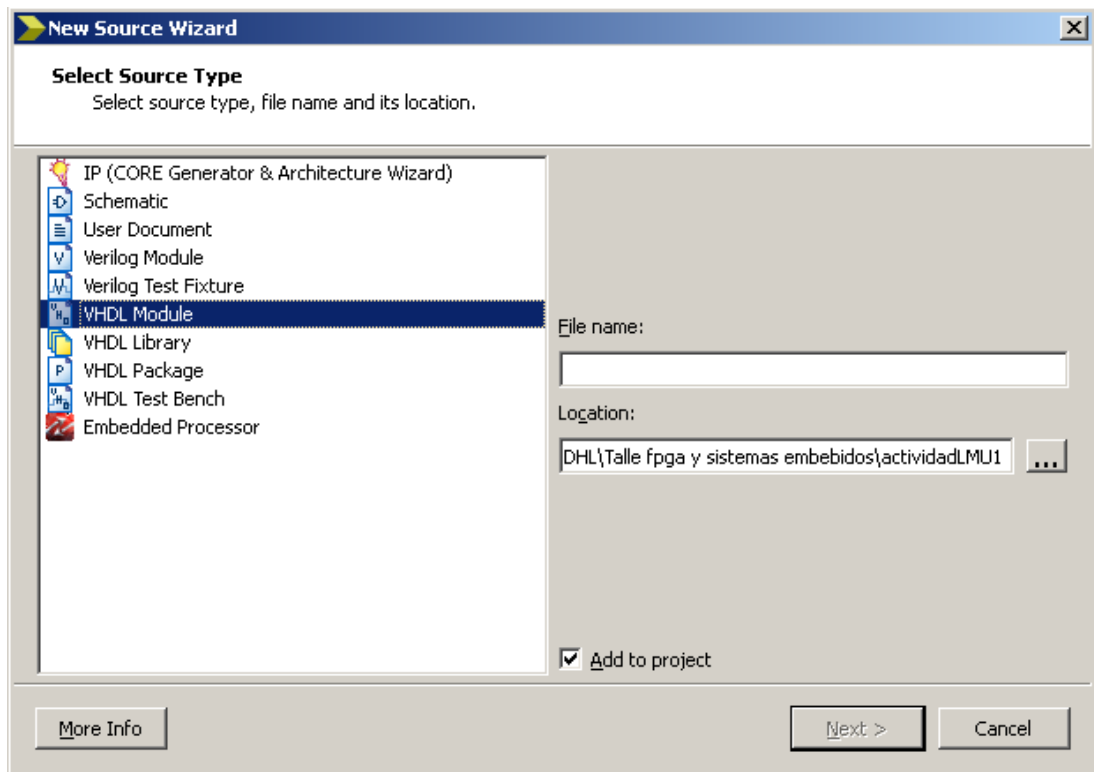 New Source Wizard
Select Source Type
Select source type, file name and its location.
IP (CORE Generator & Architecture Wizard)
Schematic
User Document
Verilog Module
Verilog Test Fixture
VHDL Module
VHDL Library
VHDL Package
VHDL Test Bench
Embedded Processor
File name:
Location:
DHL\Talle fpga y sistemas embebidos\actividadLMU1
...
Add to project
More Info
Next >
Cancel